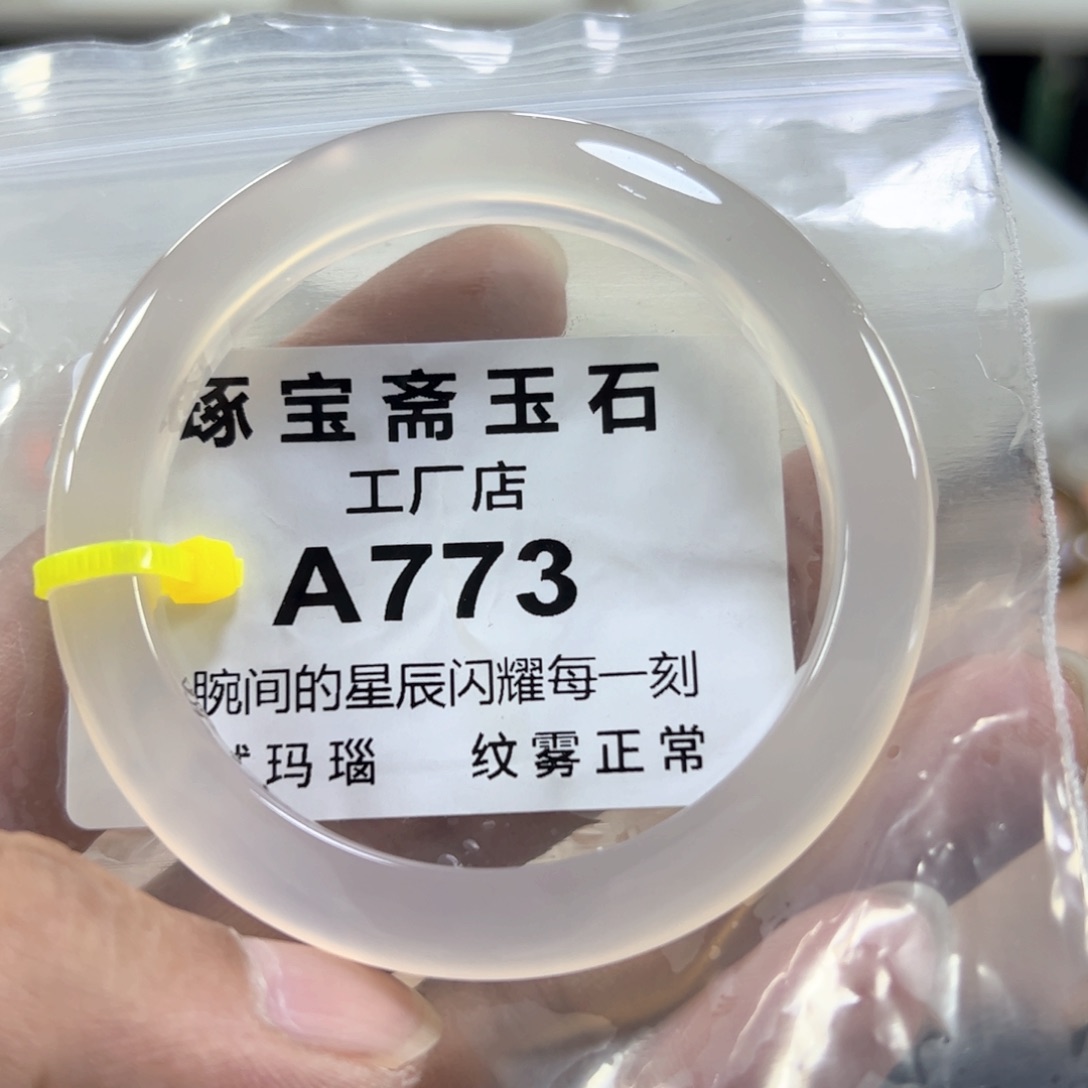 琢宝斋玉石
工厂店
A773
腕间的星辰闪耀每一刻
玛瑙 纹雾正常